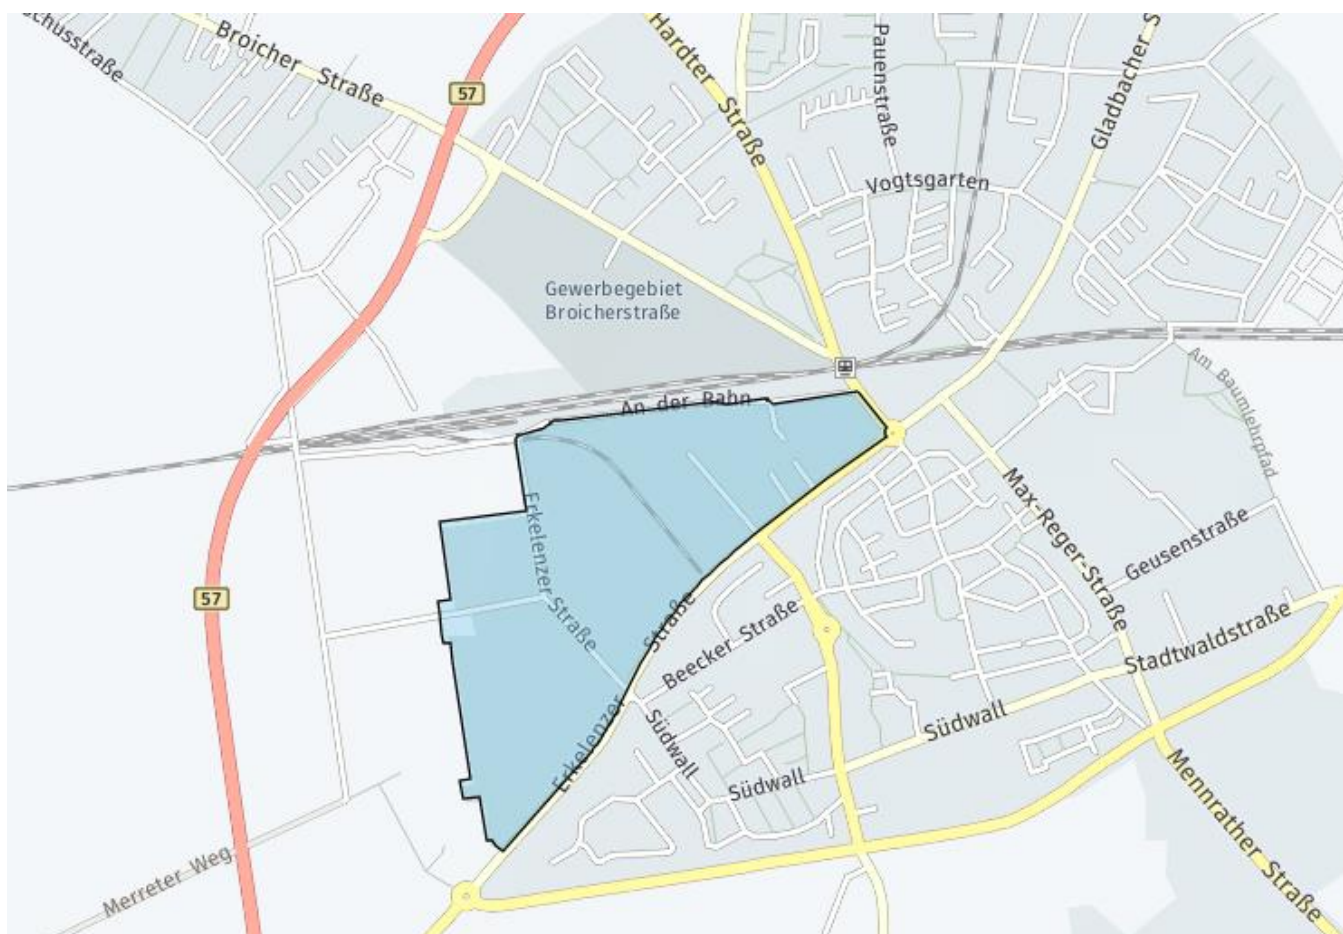 schusstraße
Broicher Straße
57
Hardter Straße
Pauenstraße
Gladbacher S
Vogtsgarten
Gewerbegebiet
Broicherstraße
Am Baumlehrpfad
An der Bahn
Erkelenzer Straße
Max-Reger-Straße
Geusenstraße
57
Erkelenzer Straße
Beecker Straße
Stadtwaldstraße
Südwall
Südwall
Südwall
Mennrather Straße
Merreter Weg